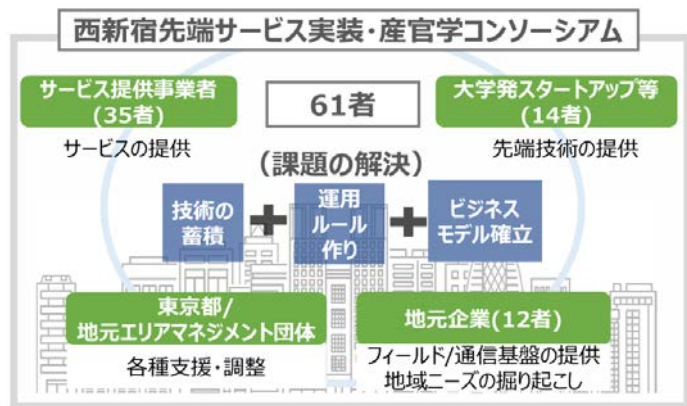 西新宿先端サービス実装・産官学コンソーシアム
サービス提供事業者
(35者)
サービスの提供
61者
大学発スタートアップ等
(14者)
先端技術の提供
(課題の解決)
技術の
蓄積
+
運用
ルール
作り
+
ビジネス
モデル確立
東京都/
地元エリアマネジメント団体
各種支援・調整
地元企業(12者)
フィールド/通信基盤の提供
地域ニーズの掘り起こし